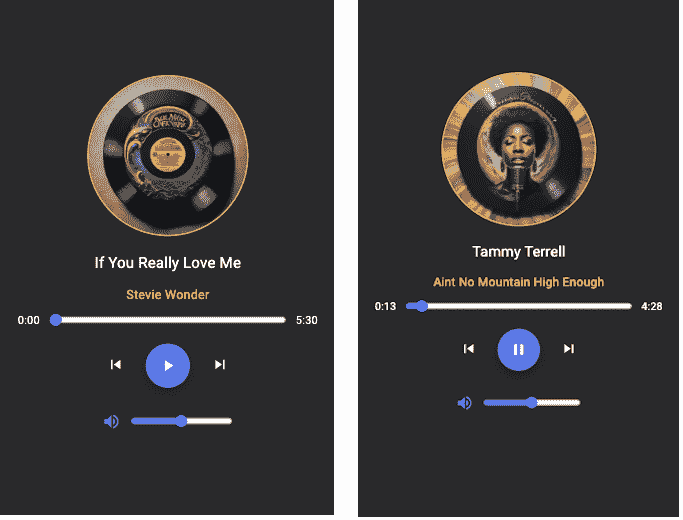 If You Really Love Me
Stevie Wonder
0:00
5:30
Tammy Terrell
Aint No Mountain High Enough
0:13
4:28